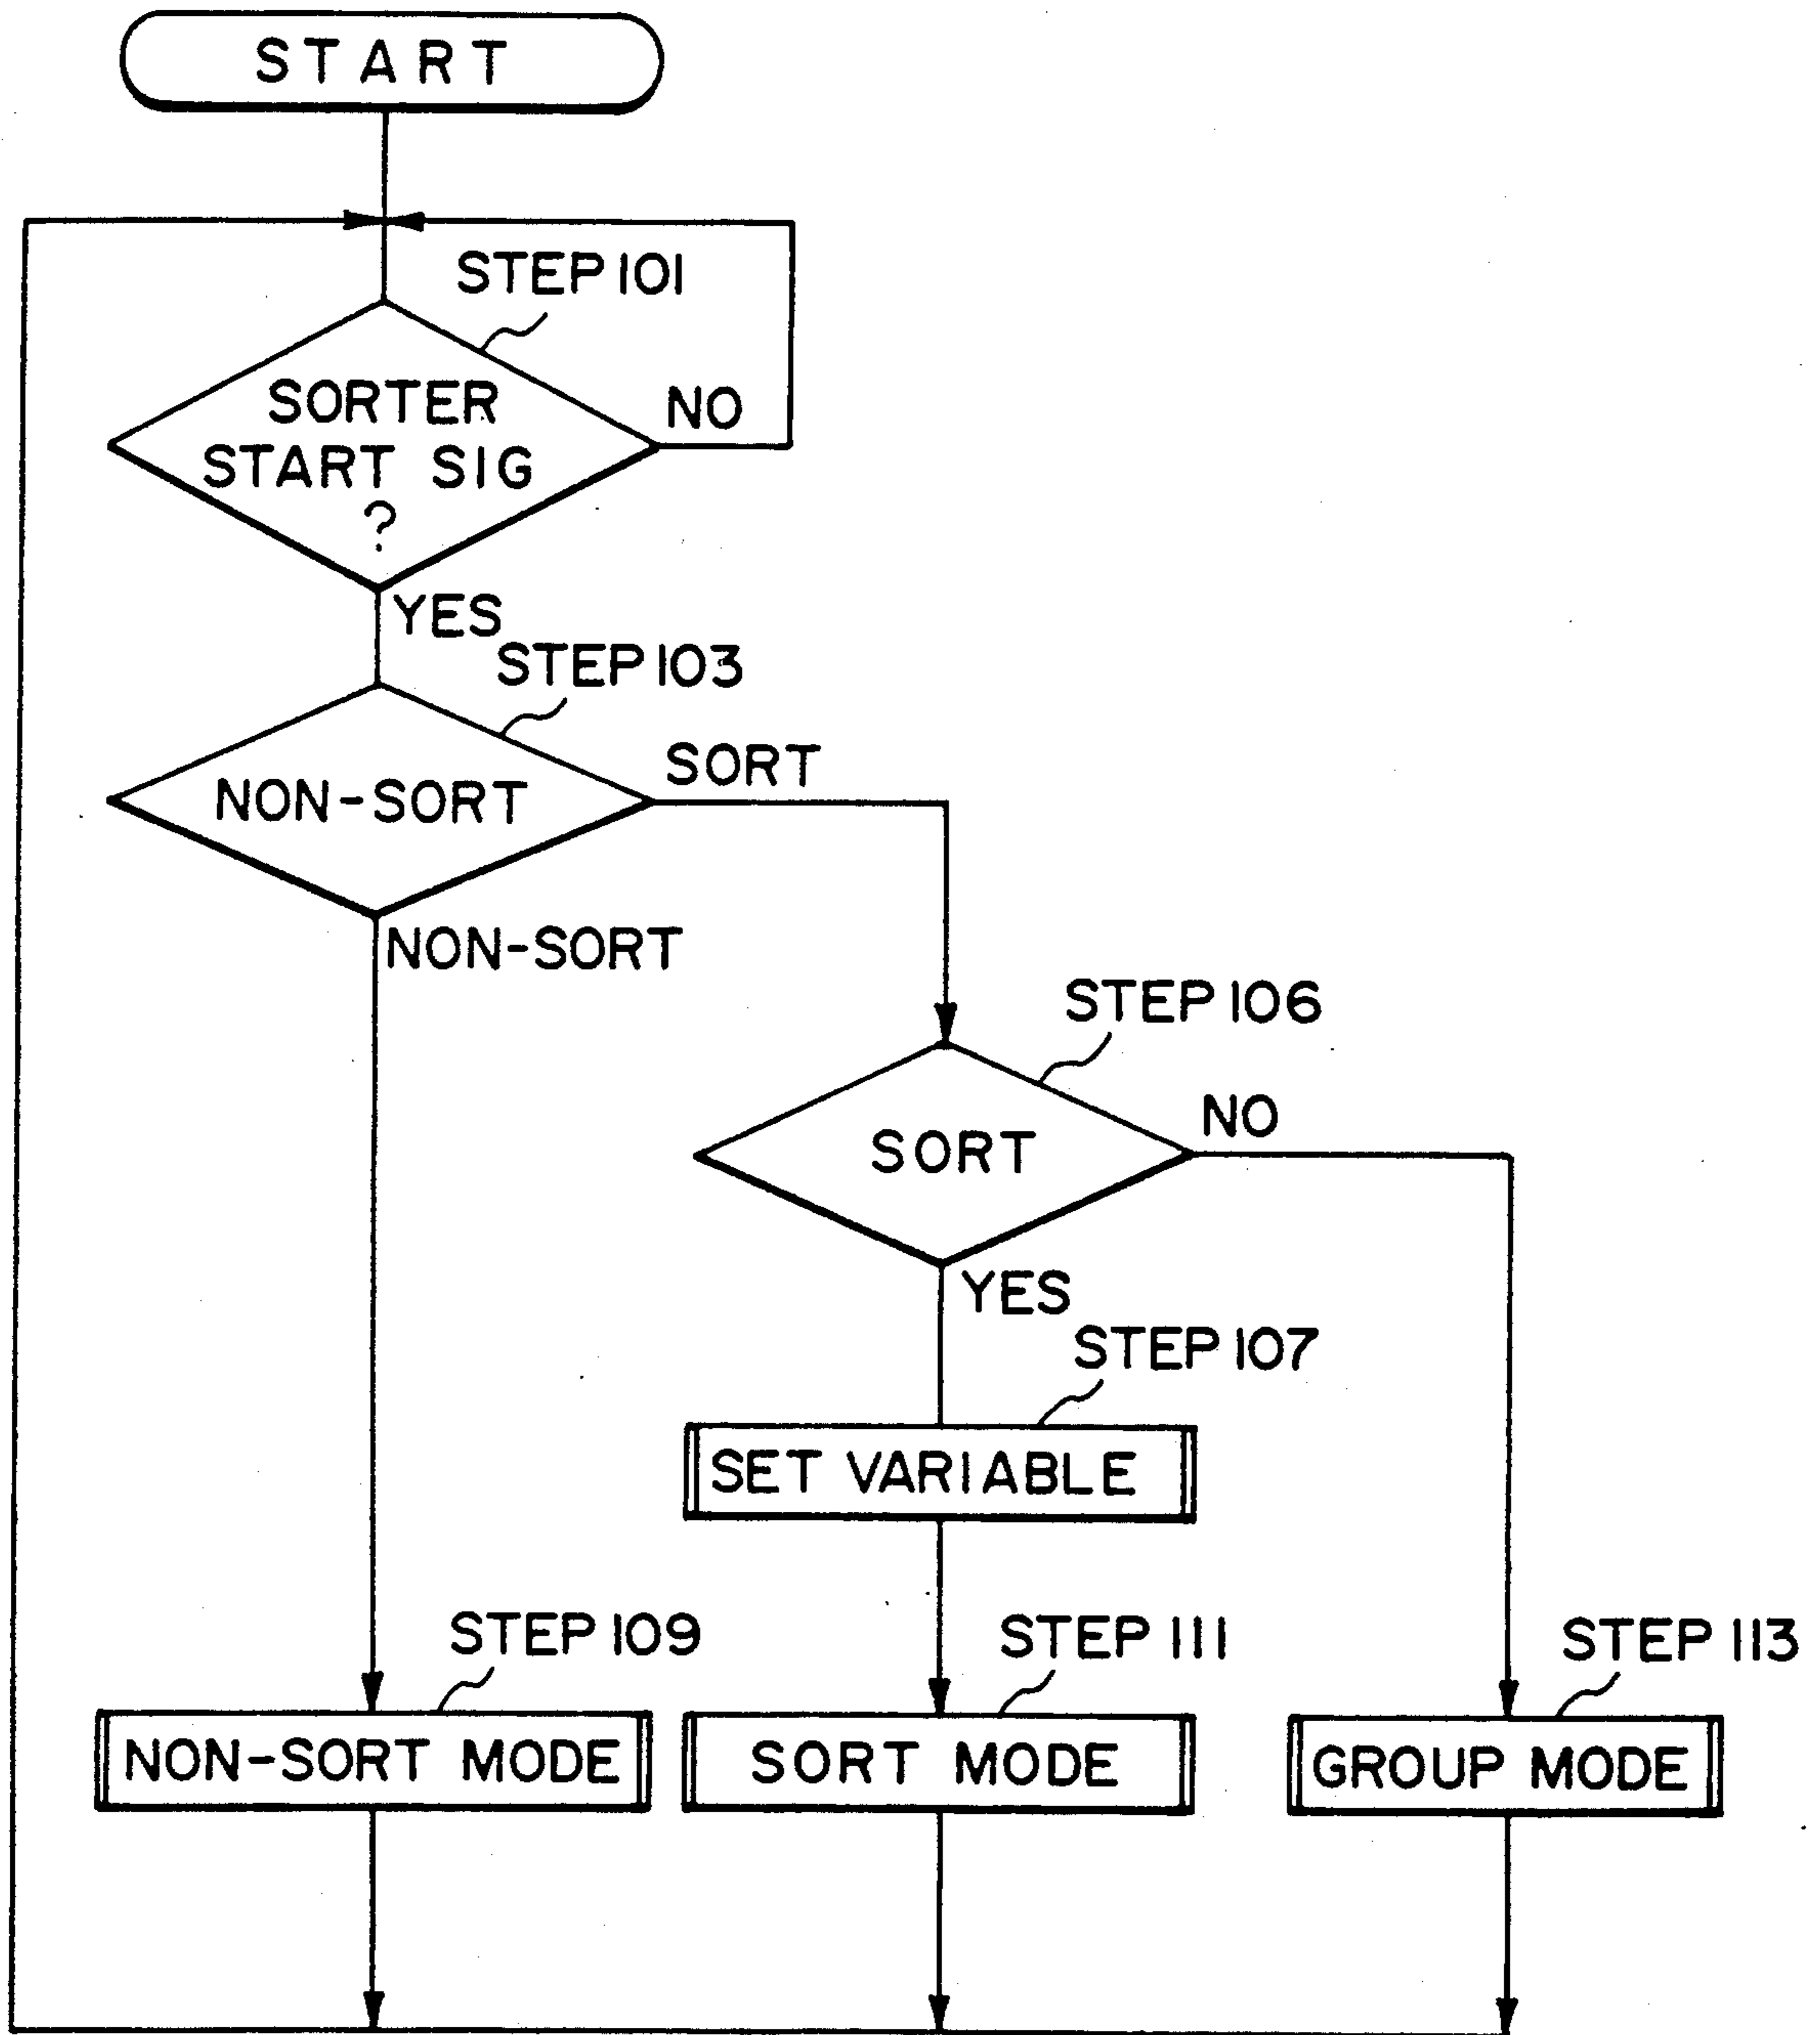 START
STEP 101
SORTER
START SIG
?
NO
YES
STEP 103
NON-SORT
SORT
NON-SORT
STEP 106
SORT
NO
YES
STEP 107
SET VARIABLE
STEP 109
STEP 111
STEP 113
NON-SORT MODE
SORT MODE
GROUP MODE